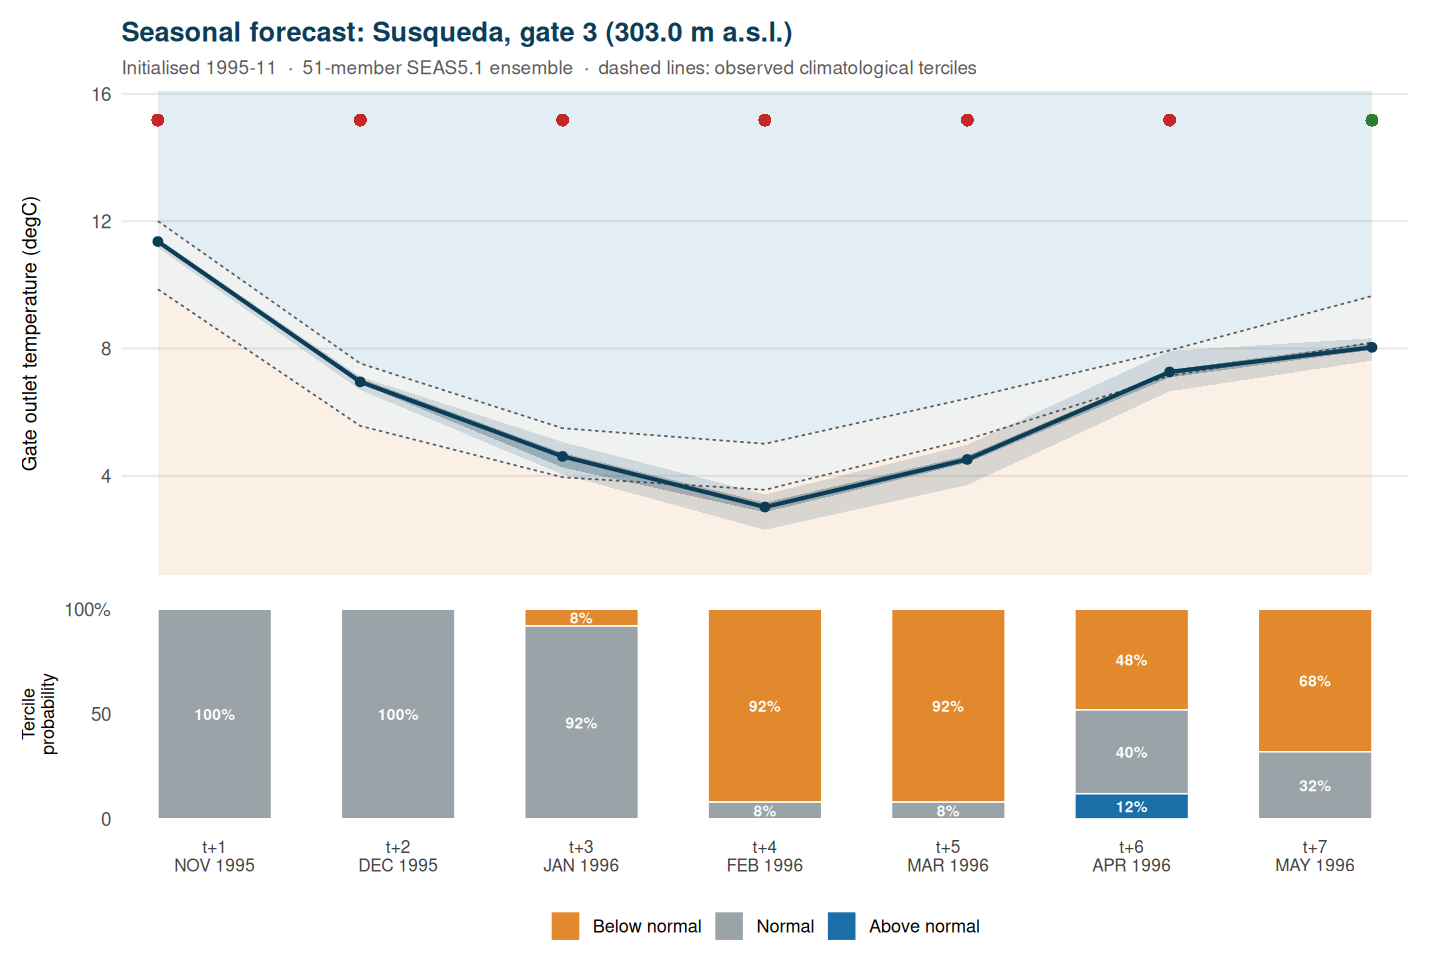 Seasonal forecast: Susqueda, gate 3 (303.0 m a.s.l.)
Initialised 1995-11 · 51-member SEAS5.1 ensemble · dashed lines: observed climatological terciles
Gate outlet temperature (degC)
16
12
8
4
Tercile
probability
100%
50
0
100%
100%
8%
92%
92%
8%
92%
8%
48%
40%
12%
68%
32%
t+1
NOV 1995
t+2
DEC 1995
t+3
JAN 1996
t+4
FEB 1996
t+5
MAR 1996
t+6
APR 1996
t+7
MAY 1996
Below normal
Normal
Above normal